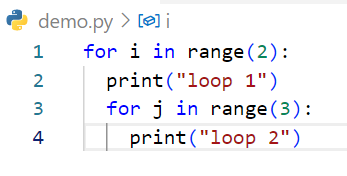 demo.py > i
1 for i in range(2):
2   print("loop 1")
3   for j in range(3):
4     print("loop 2")